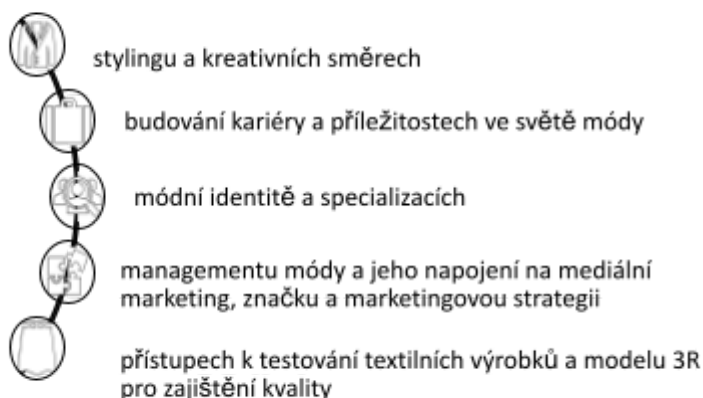 stylingu a kreativních směrech
budování kariéry a příležitostech ve světě módy
módní identitě a specializacích
managementu módy a jeho napojení na mediální
marketing, značku a marketingovou strategii
přístupech k testování textilních výrobků a modelu 3R
pro zajištění kvality